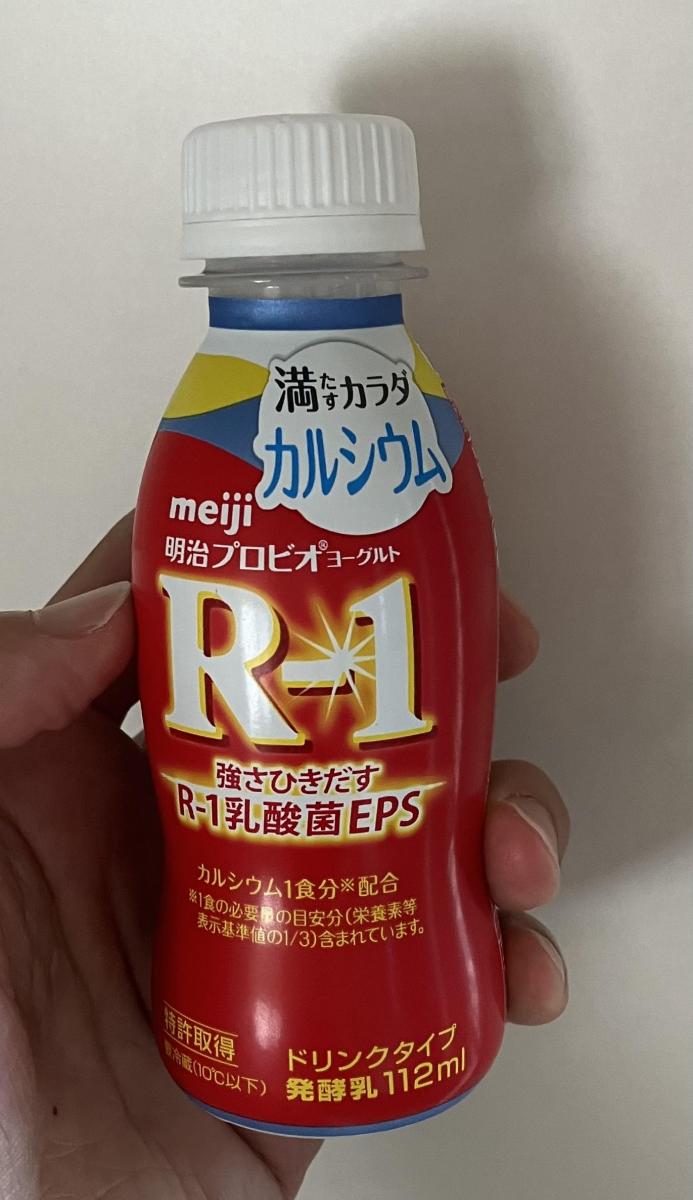 満たすカラダ
カルシウム
meiji
明治プロビオ®ヨーグルト
R-1
強さひきだす
R-1乳酸菌EPS
カルシウム1食分※配合
※1食の必要量の目安分(栄養素等
表示基準値の1/3)含まれています。
特許取得
要冷蔵(10℃以下)
ドリンクタイプ
発酵乳 112ml